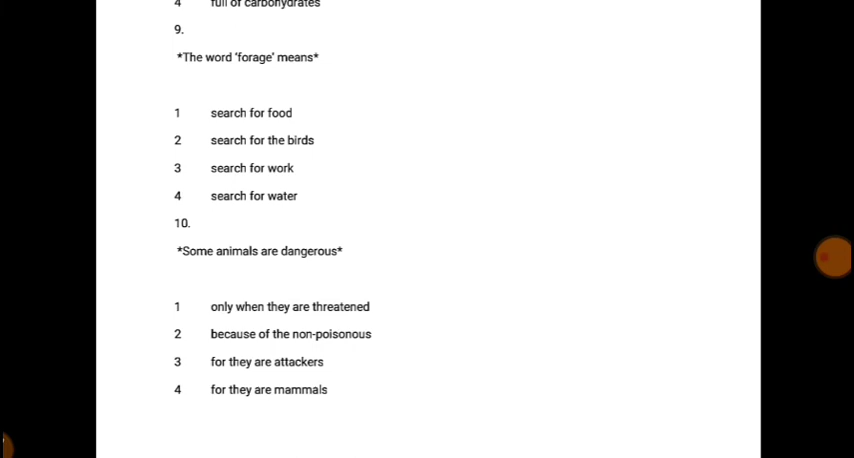 4 full of carbohydrates
9.
*The word 'forage' means*
1 search for food
2 search for the birds
3 search for work
4 search for water
10.
*Some animals are dangerous*
1 only when they are threatened
2 because of the non-poisonous
3 for they are attackers
4 for they are mammals